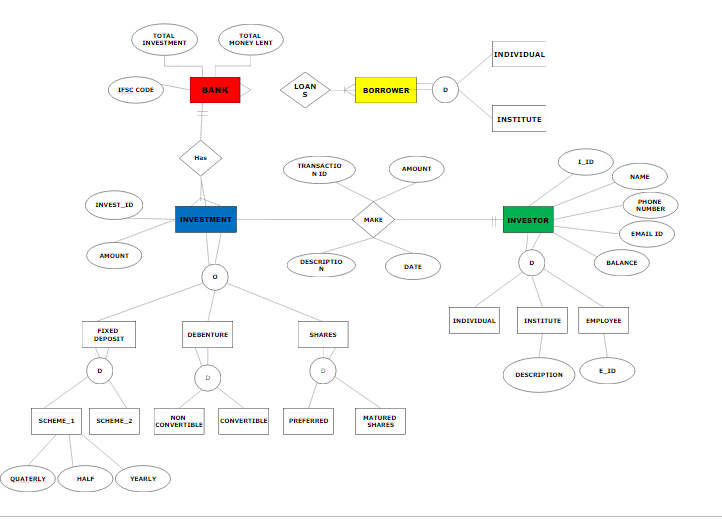 TOTAL
INVESTMENT
TOTAL
MONEY LENT
IFSC CODE
BANK
LOAN
S
BORROWER
D
INDIVIDUAL
INSTITUTE
Has
INVEST_ID
AMOUNT
INVESTMENT
TRANSACTIO
N ID
AMOUNT
MAKE
DESCRIPTIO
N
DATE
INVESTOR
I_ID
NAME
PHONE
NUMBER
EMAIL ID
BALANCE
O
D
FIXED
DEPOSIT
DEBENTURE
SHARES
INDIVIDUAL
INSTITUTE
EMPLOYEE
D
D
D
DESCRIPTION
E_ID
SCHEME_1
SCHEME_2
NON
CONVERTIBLE
CONVERTIBLE
PREFERRED
MATURED
SHARES
QUATERLY
HALF
YEARLY